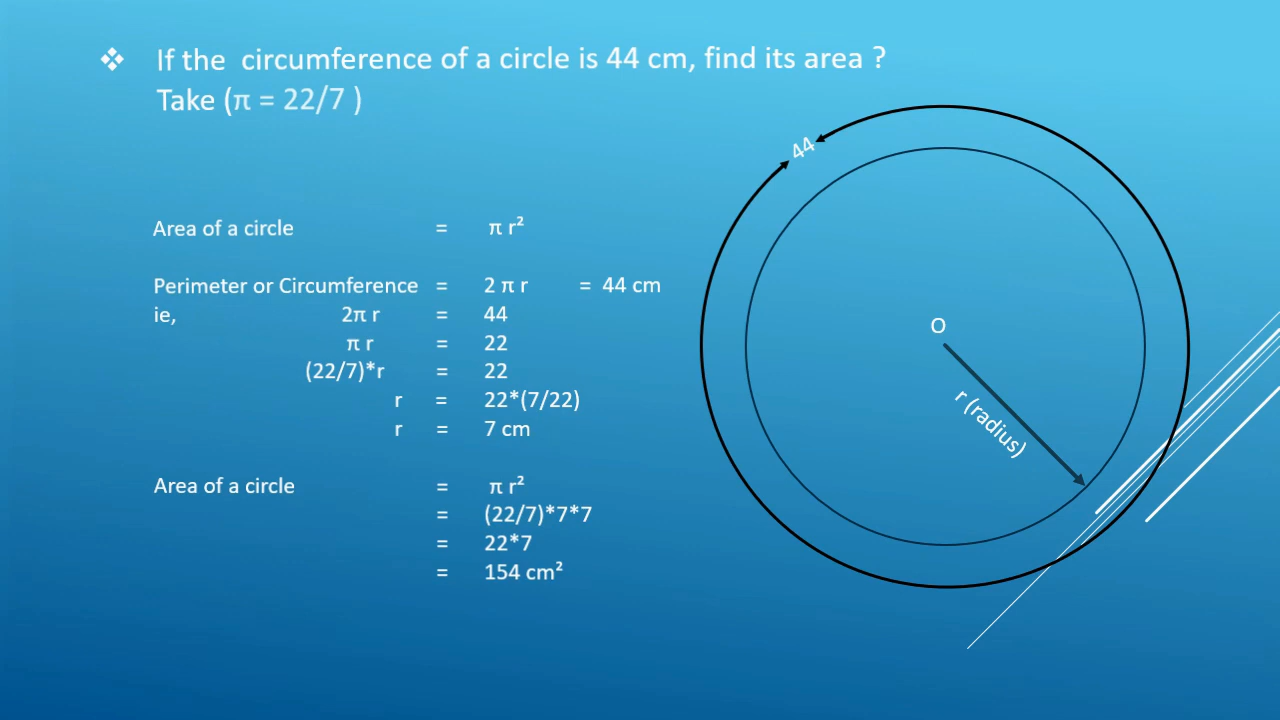 ❖ If the circumference of a circle is 44 cm, find its area ?
Take (π = 22/7 )
44
Area of a circle = π r²
Perimeter or Circumference = 2 π r = 44 cm
ie, 2π r = 44
π r = 22
(22/7)*r = 22
r = 22*(7/22)
r = 7 cm
O
r (radius)
Area of a circle = π r²
= (22/7)*7*7
= 22*7
= 154 cm²